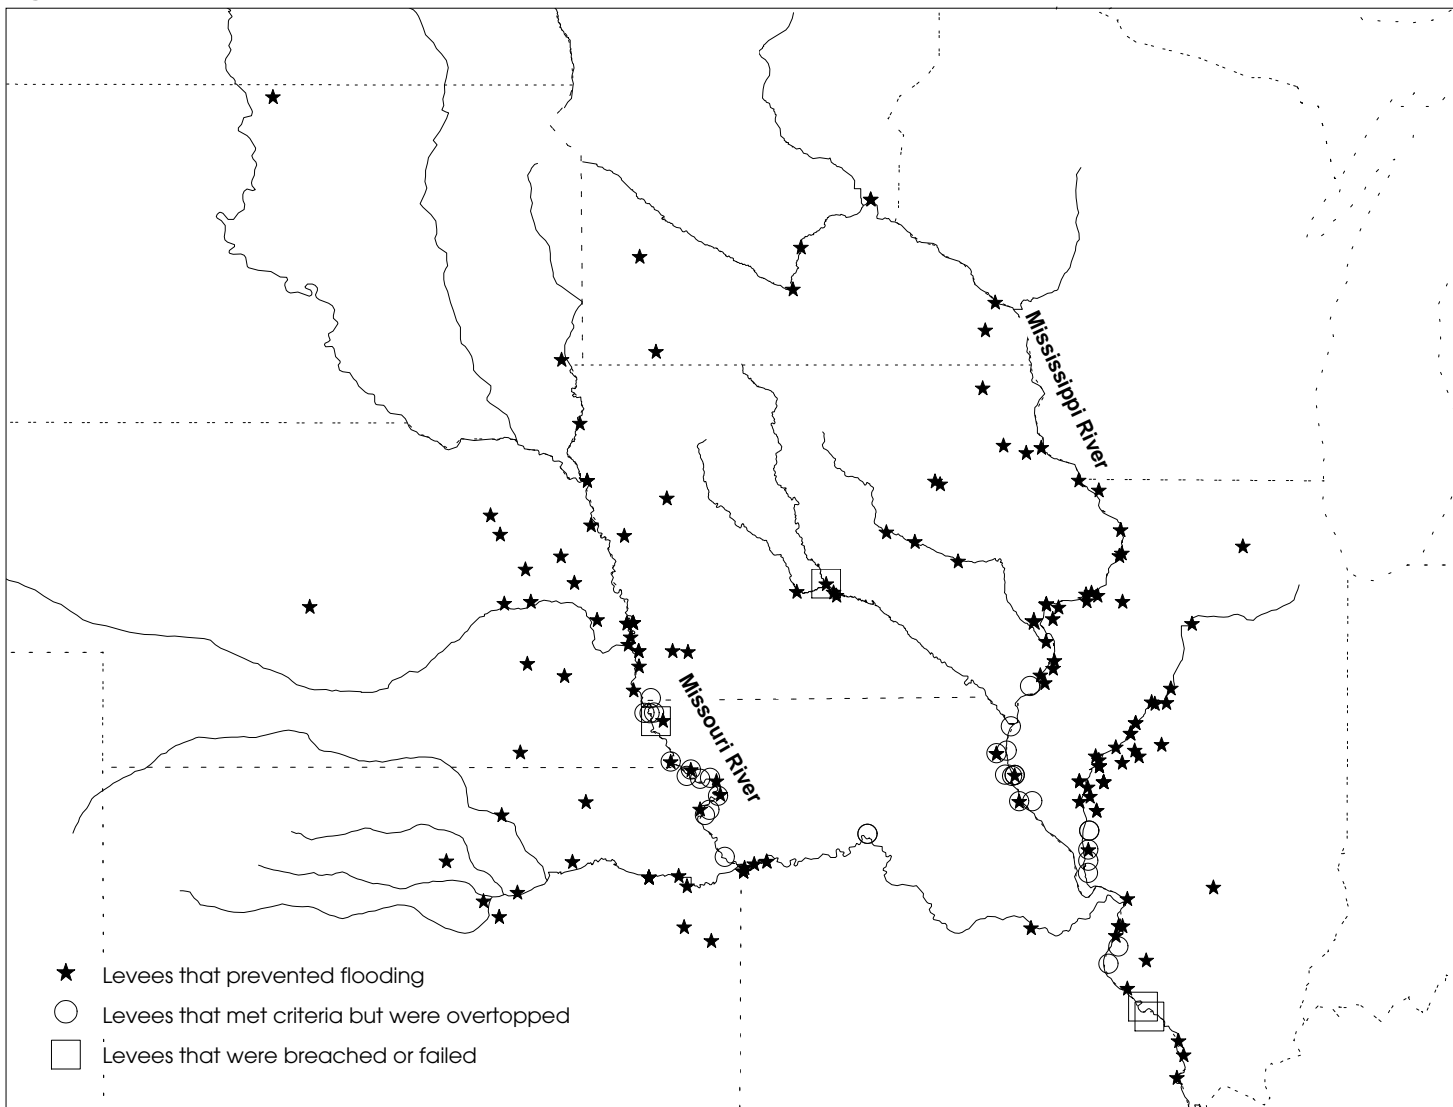 Mississippi River
Missouri River
Levees that prevented flooding
Levees that met criteria but were overtopped
Levees that were breached or failed